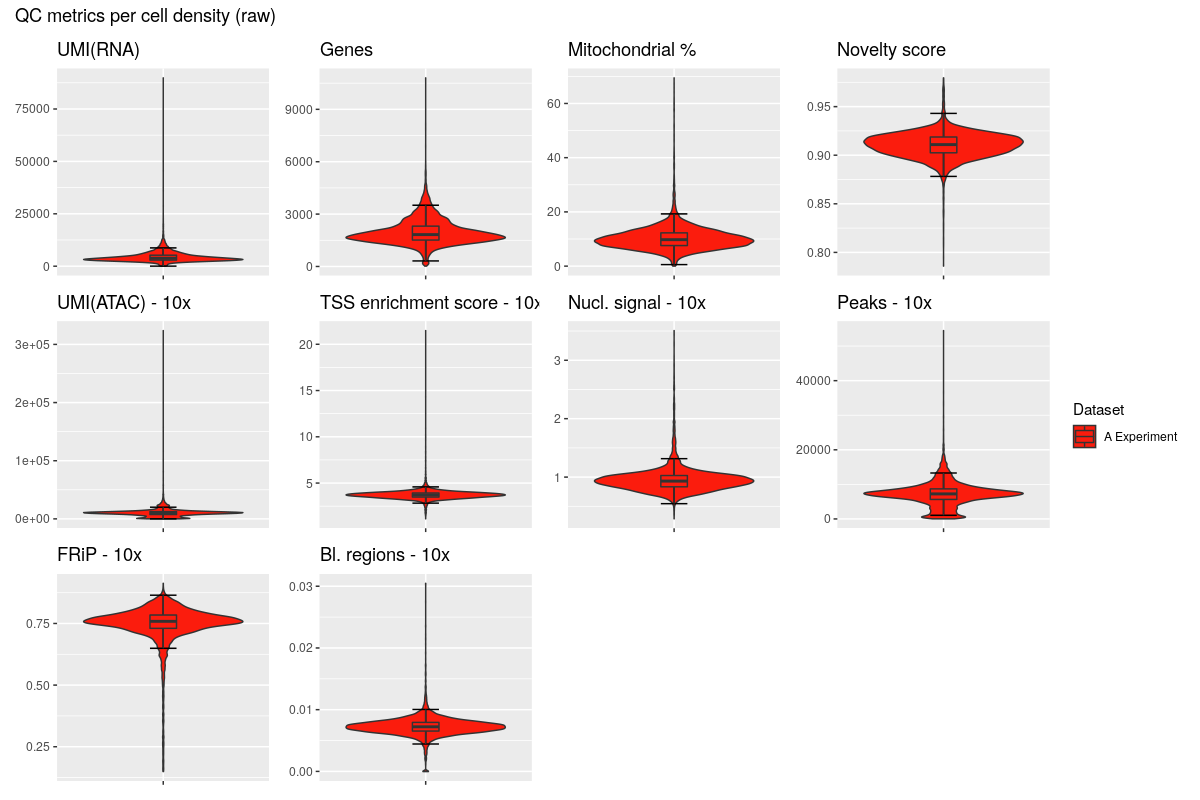 QC metrics per cell density (raw)
UMI(RNA)
75000
50000
25000
0
Genes
9000
6000
3000
0
Mitochondrial %
60
40
20
0
Novelty score
0.95
0.90
0.85
0.80
UMI(ATAC) - 10x
3e+05
2e+05
1e+05
0e+00
TSS enrichment score - 10x
20
15
10
5
Nucl. signal - 10x
3
2
1
Peaks - 10x
40000
20000
0
Dataset
A Experiment
FRiP - 10x
0.75
0.50
0.25
Bl. regions - 10x
0.03
0.02
0.01
0.00